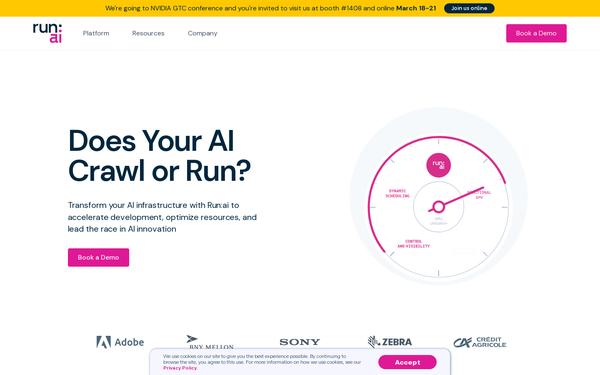 We're going to NVIDIA GTC conference and you're invited to visit us at booth #1408 and online March 18-21
Join us online
run:
ai
Platform
Resources
Company
Book a Demo
Does Your AI
Crawl or Run?
Transform your AI infrastructure with Run:ai to
accelerate development, optimize resources, and
lead the race in AI innovation
Book a Demo
run:
ai
DYNAMIC
SCHEDULING
GPU
CONTROL
AND VISIBILITY
Adobe
BNY MELLON
SONY
ZEBRA
CRÉDIT
AGRICOLE
We use cookies on our site to give you the best experience possible. By continuing to
browse the site, you agree to this use. For more information on how we use cookies, see our
Privacy Policy.
Accept